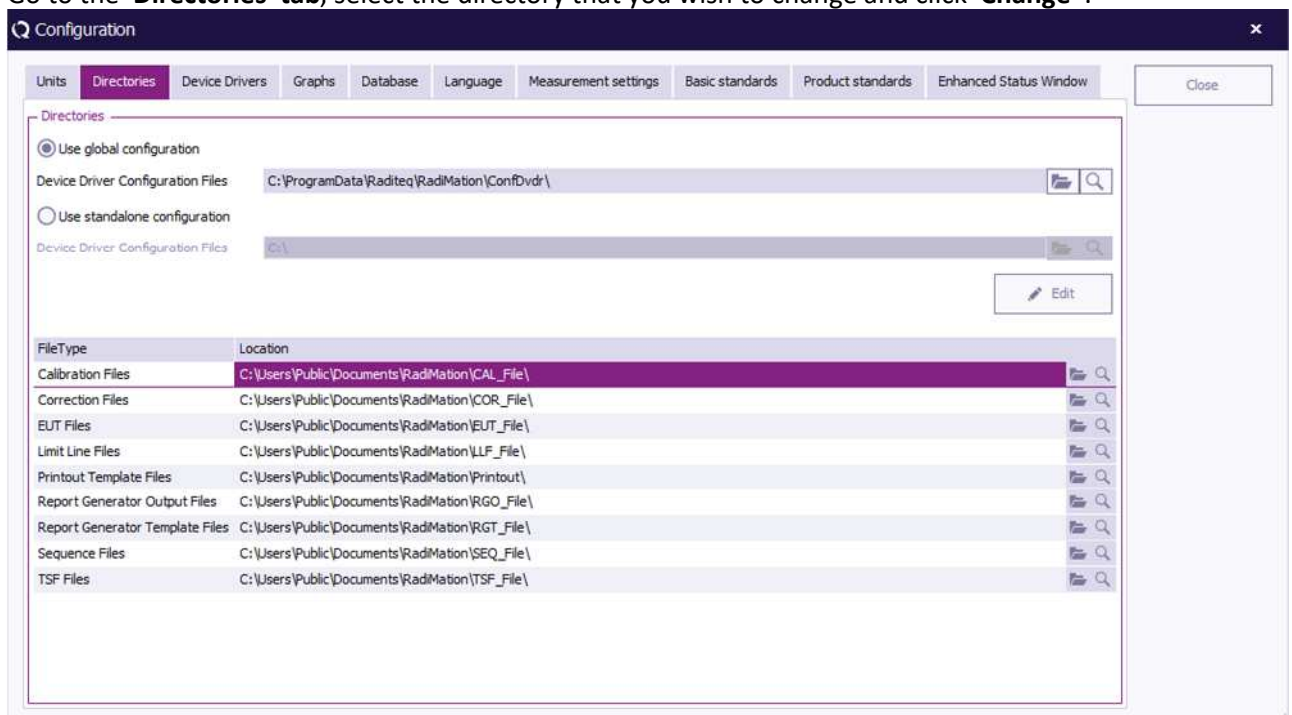 Go to the 'Directories' tab, select the directory that you wish to change and click 'Change'.
Configuration
Units Directories Device Drivers Graphs Database Language Measurement settings Basic standards Product standards Enhanced Status Window Close
Directories
Use global configuration
Device Driver Configuration Files C:\ProgramData\Raditeq\RadiMation\ConfDvdr\
Use standalone configuration
Device Driver Configuration Files C:\
Edit
FileType Location
Calibration Files C:\Users\Public\Documents\RadiMation\CAL_File\
Correction Files C:\Users\Public\Documents\RadiMation\COR_File\
EUT Files C:\Users\Public\Documents\RadiMation\EUT_File\
Limit Line Files C:\Users\Public\Documents\RadiMation\LLF_File\
Printout Template Files C:\Users\Public\Documents\RadiMation\Printout\
Report Generator Output Files C:\Users\Public\Documents\RadiMation\RGO_File\
Report Generator Template Files C:\Users\Public\Documents\RadiMation\RGT_File\
Sequence Files C:\Users\Public\Documents\RadiMation\SEQ_File\
TSF Files C:\Users\Public\Documents\RadiMation\TSF_File\